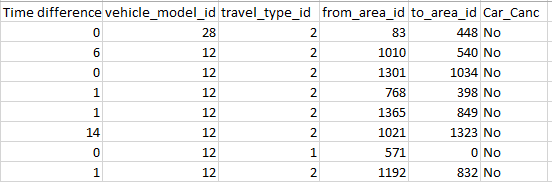 Time difference vehicle_model_id travel_type_id from_area_id to_area_id Car_Canc
0 28 2 83 448 No
6 12 2 1010 540 No
0 12 2 1301 1034 No
1 12 2 768 398 No
1 12 2 1365 849 No
14 12 2 1021 1323 No
0 12 1 571 0 No
1 12 2 1192 832 No